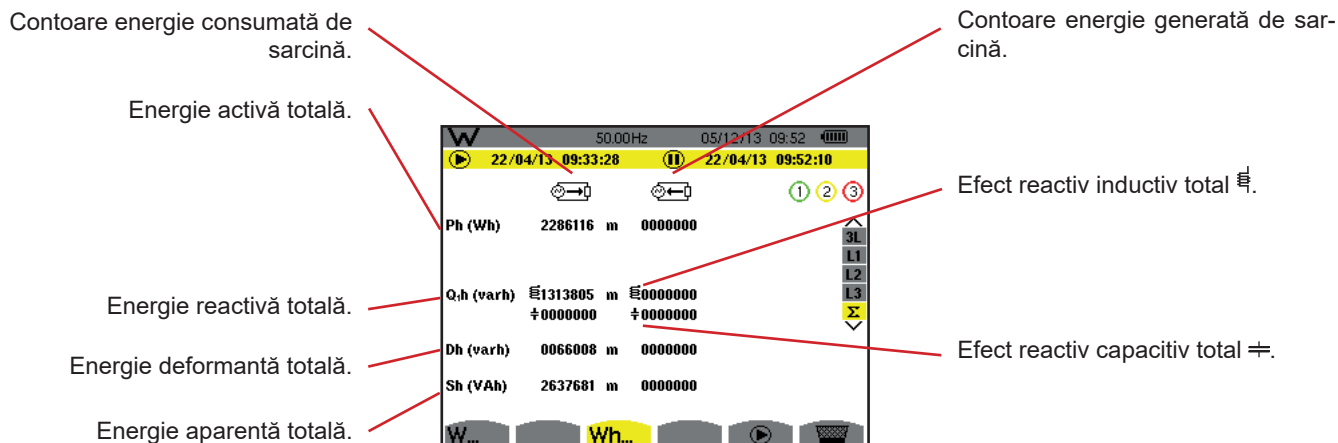 Contoare energie consumată de
sarcină.
Energie activă totală.
Energie reactivă totală.
Energie deformantă totală.
Energie aparentă totală.
W 50.00Hz 05/12/13 09:52
22/04/13 09:33:28 22/04/13 09:52:10
1 2 3
Ph (Wh) 2286116 m 0000000
Q₁h (varh) 1313805 m 0000000
0000000 0000000
Dh (varh) 0066008 m 0000000
Sh (VAh) 2637681 m 0000000
3L
L1
L2
L3
Σ
W... Wh...
Contoare energie generată de sar-
cină.
Efect reactiv inductiv total .
Efect reactiv capacitiv total .